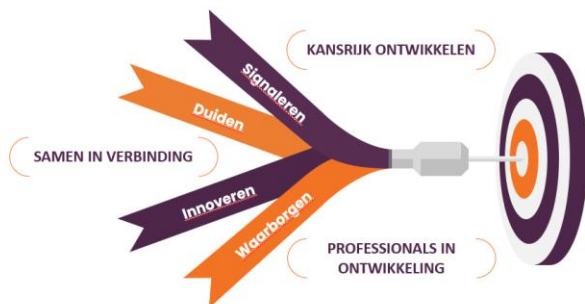 KANSRIJK ONTWIKKELEN
signaleren
Duiden
SAMEN IN VERBINDING
Innoveren
Waarborgen
PROFESSIONALS IN
ONTWIKKELING